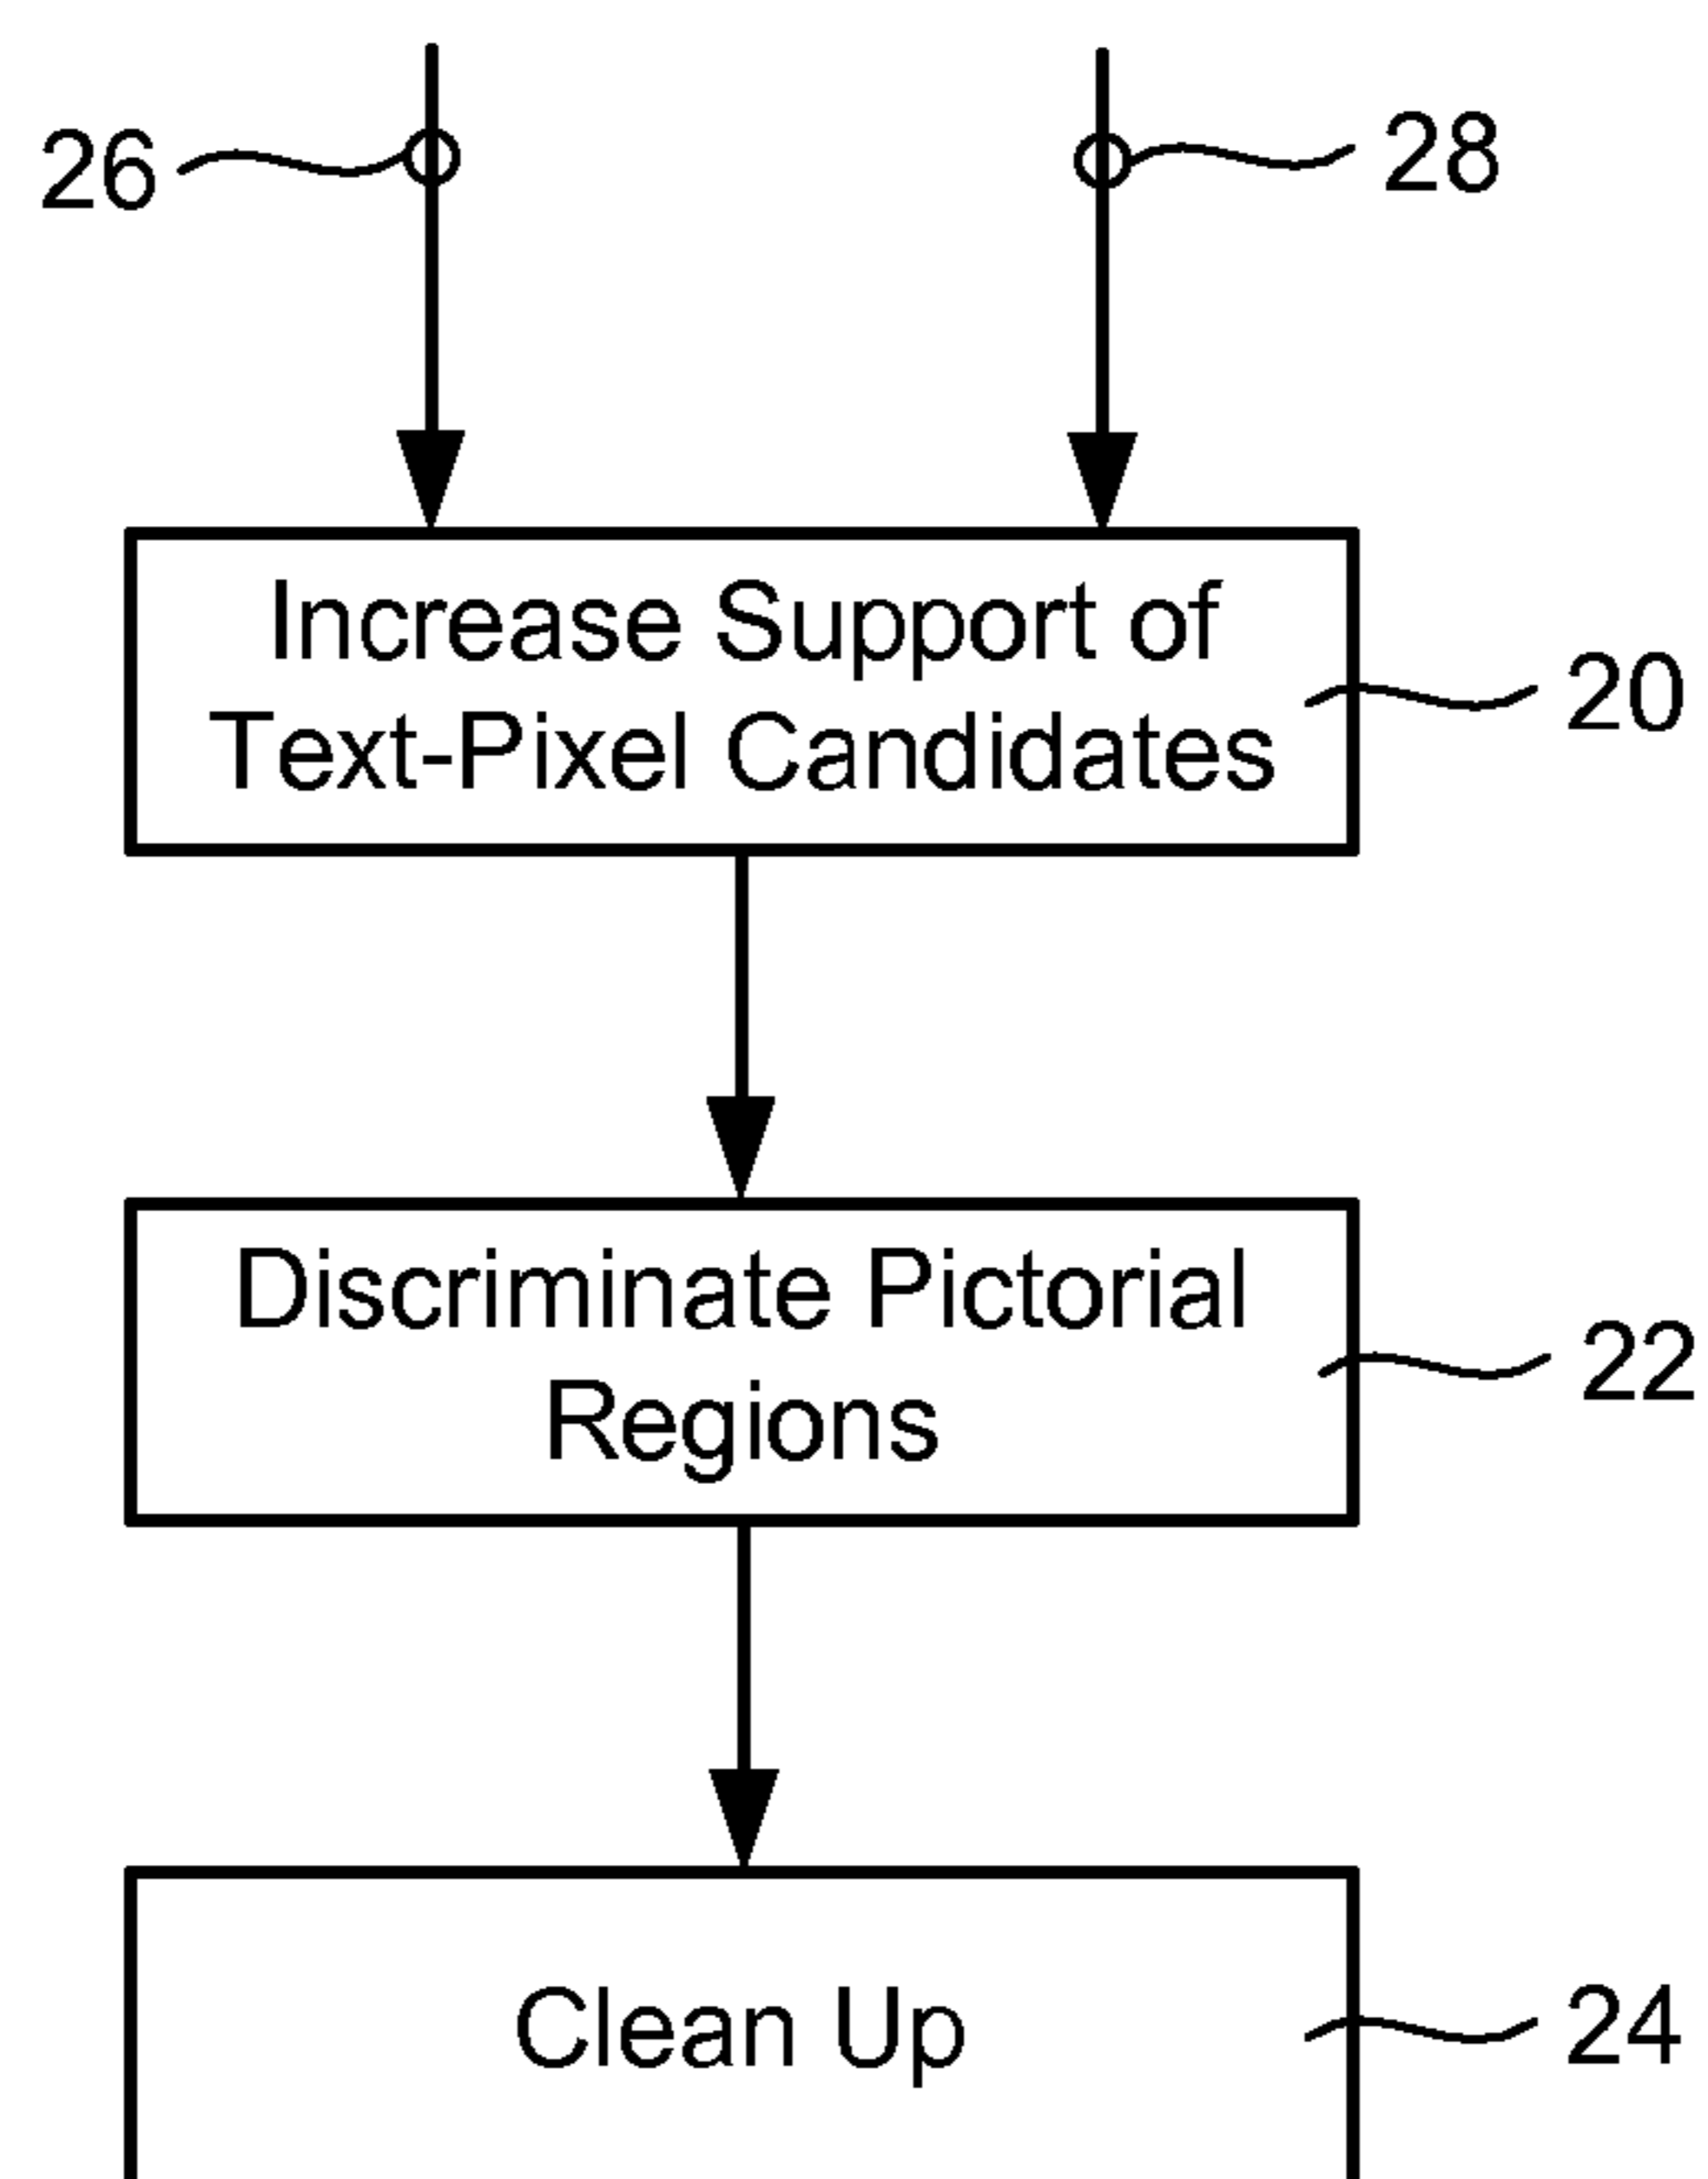 26
28
Increase Support of
Text-Pixel Candidates
20
Discriminate Pictorial
Regions
22
Clean Up
24